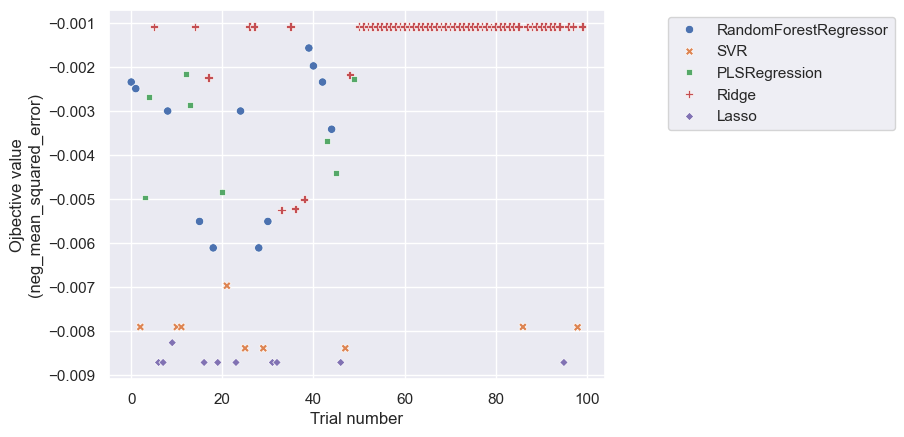 −0.001
−0.002
−0.003
−0.004
−0.005
−0.006
−0.007
−0.008
−0.009
Ojbective value
(neg_mean_squared_error)
0
20
40
60
80
100
Trial number
RandomForestRegressor
SVR
PLSRegression
Ridge
Lasso